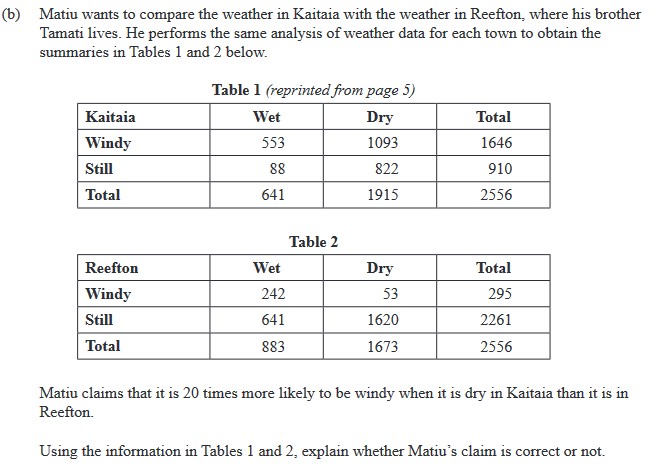 (b) Matiu wants to compare the weather in Kaitaia with the weather in Reefton, where his brother
Tamati lives. He performs the same analysis of weather data for each town to obtain the
summaries in Tables 1 and 2 below.
Table 1 (reprinted from page 5)
Kaitaia Wet Dry Total
Windy 553 1093 1646
Still 88 822 910
Total 641 1915 2556
Table 2
Reefton Wet Dry Total
Windy 242 53 295
Still 641 1620 2261
Total 883 1673 2556
Matiu claims that it is 20 times more likely to be windy when it is dry in Kaitaia than it is in
Reefton.
Using the information in Tables 1 and 2, explain whether Matiu's claim is correct or not.